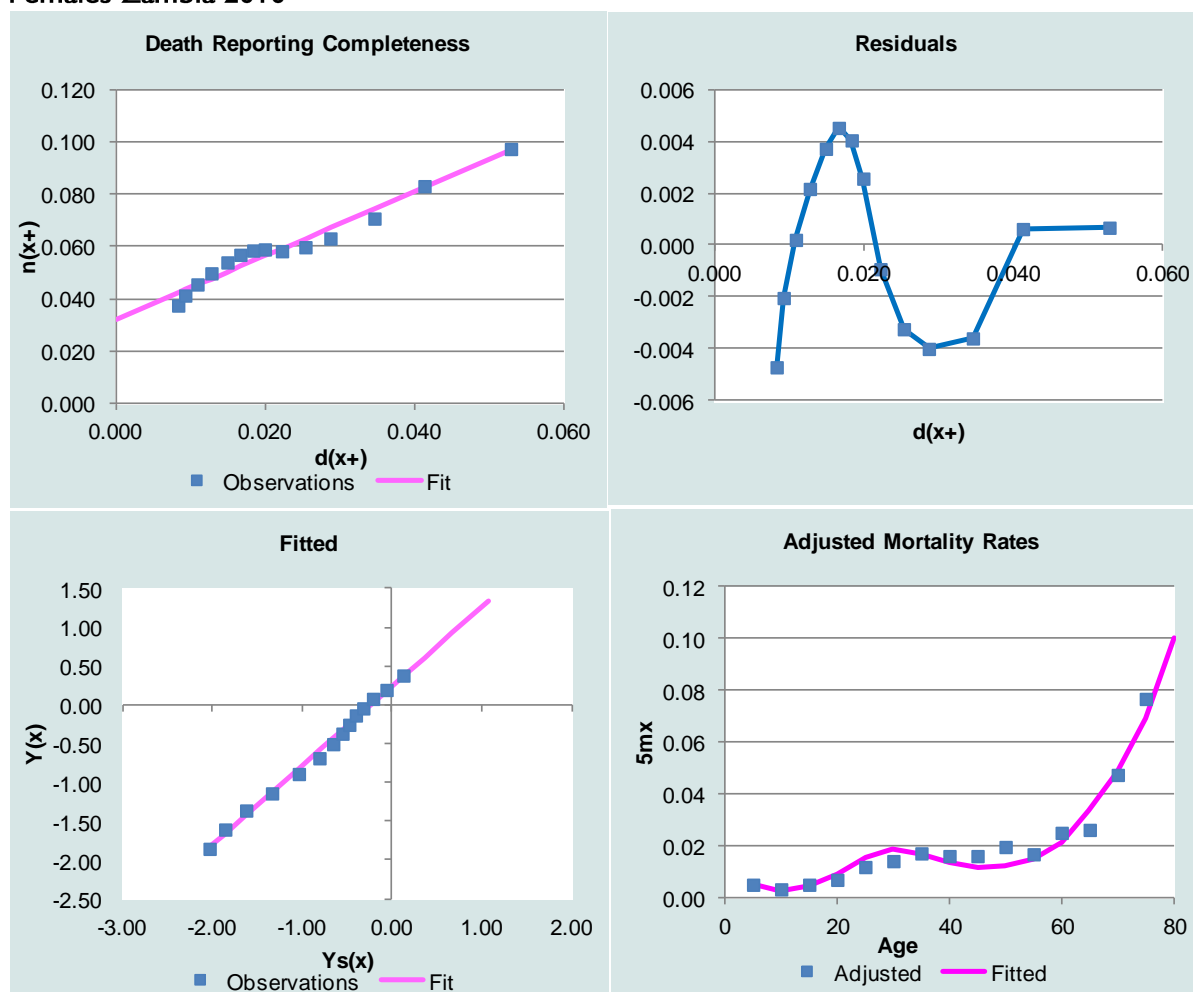 Females Zambia 2010
Death Reporting Completeness
0.120
0.100
0.080
0.060
0.040
0.020
0.000
n(x+)
0.000 0.020 0.040 0.060
d(x+)
Observations Fit
Residuals
0.006
0.004
0.002
0.000
-0.002
-0.004
-0.006
0.000 0.020 0.040 0.060
d(x+)
Fitted
1.50
1.00
0.50
0.00
-0.50
-1.00
-1.50
-2.00
-2.50
Y(x)
-3.00 -2.00 -1.00 0.00 1.00 2.00
Ys(x)
Observations Fit
Adjusted Mortality Rates
0.12
0.10
0.08
0.06
0.04
0.02
0.00
5mx
0 20 40 60 80
Age
Adjusted Fitted